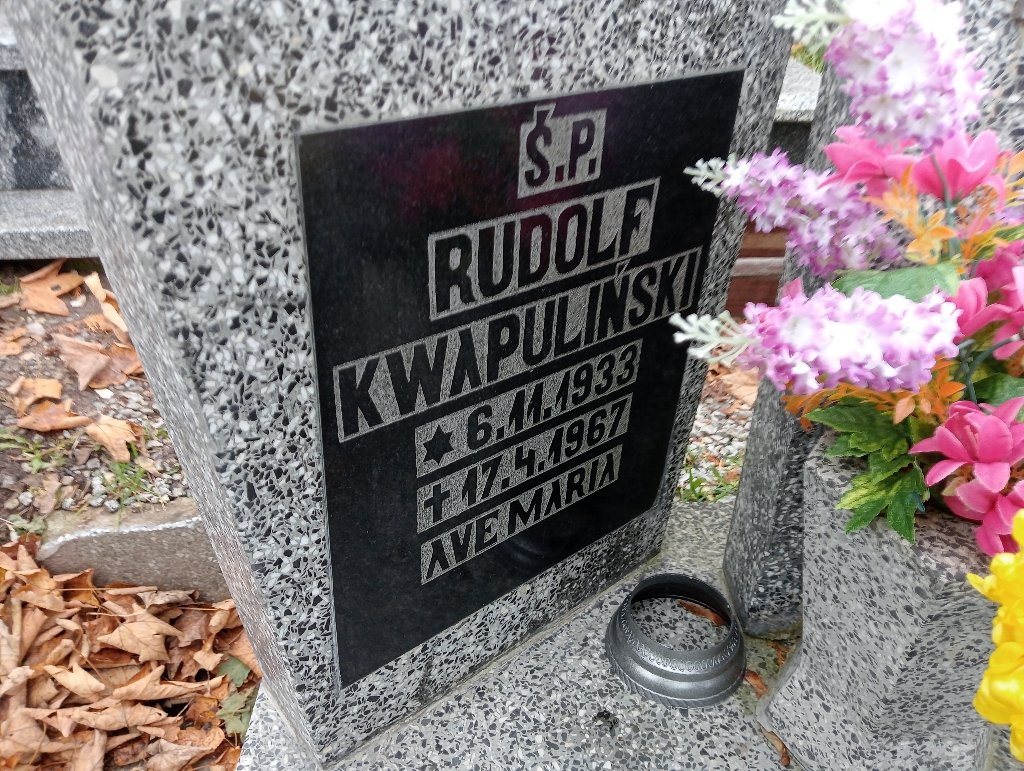 Ś.P.
RUDOLF
KWAPULIŃSKI
★ 6.11.1933
✝ 17.4.1967
AVE MARIA